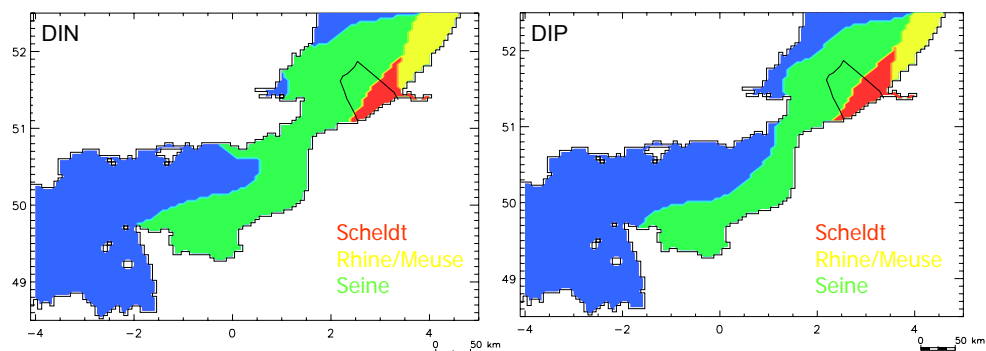 DIN
52
51
50
49
Scheldt
Rhine/Meuse
Seine
-4 -2 0 2 4
0 50 km
DIP
52
51
50
49
Scheldt
Rhine/Meuse
Seine
-4 -2 0 2 4
0 50 km